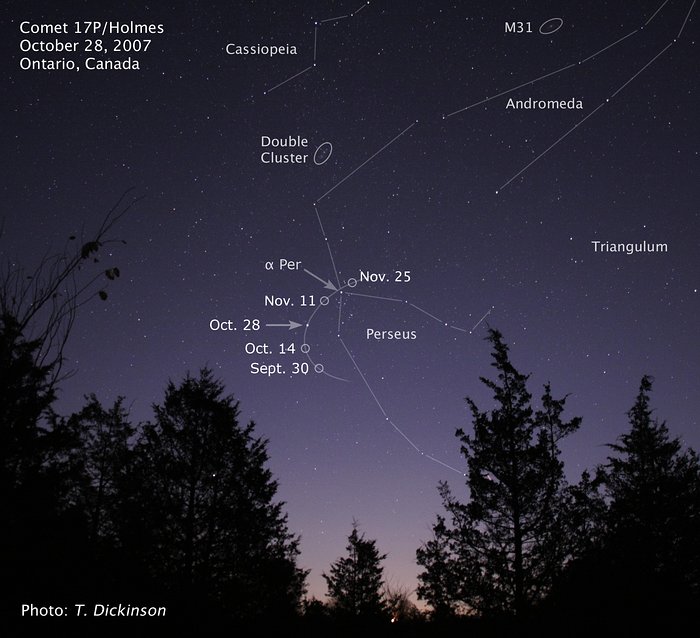 Comet 17P/Holmes
October 28, 2007
Ontario, Canada
Cassiopeia
M31
Andromeda
Double
Cluster
Triangulum
α Per
Nov. 25
Nov. 11
Oct. 28
Perseus
Oct. 14
Sept. 30
Photo: T. Dickinson